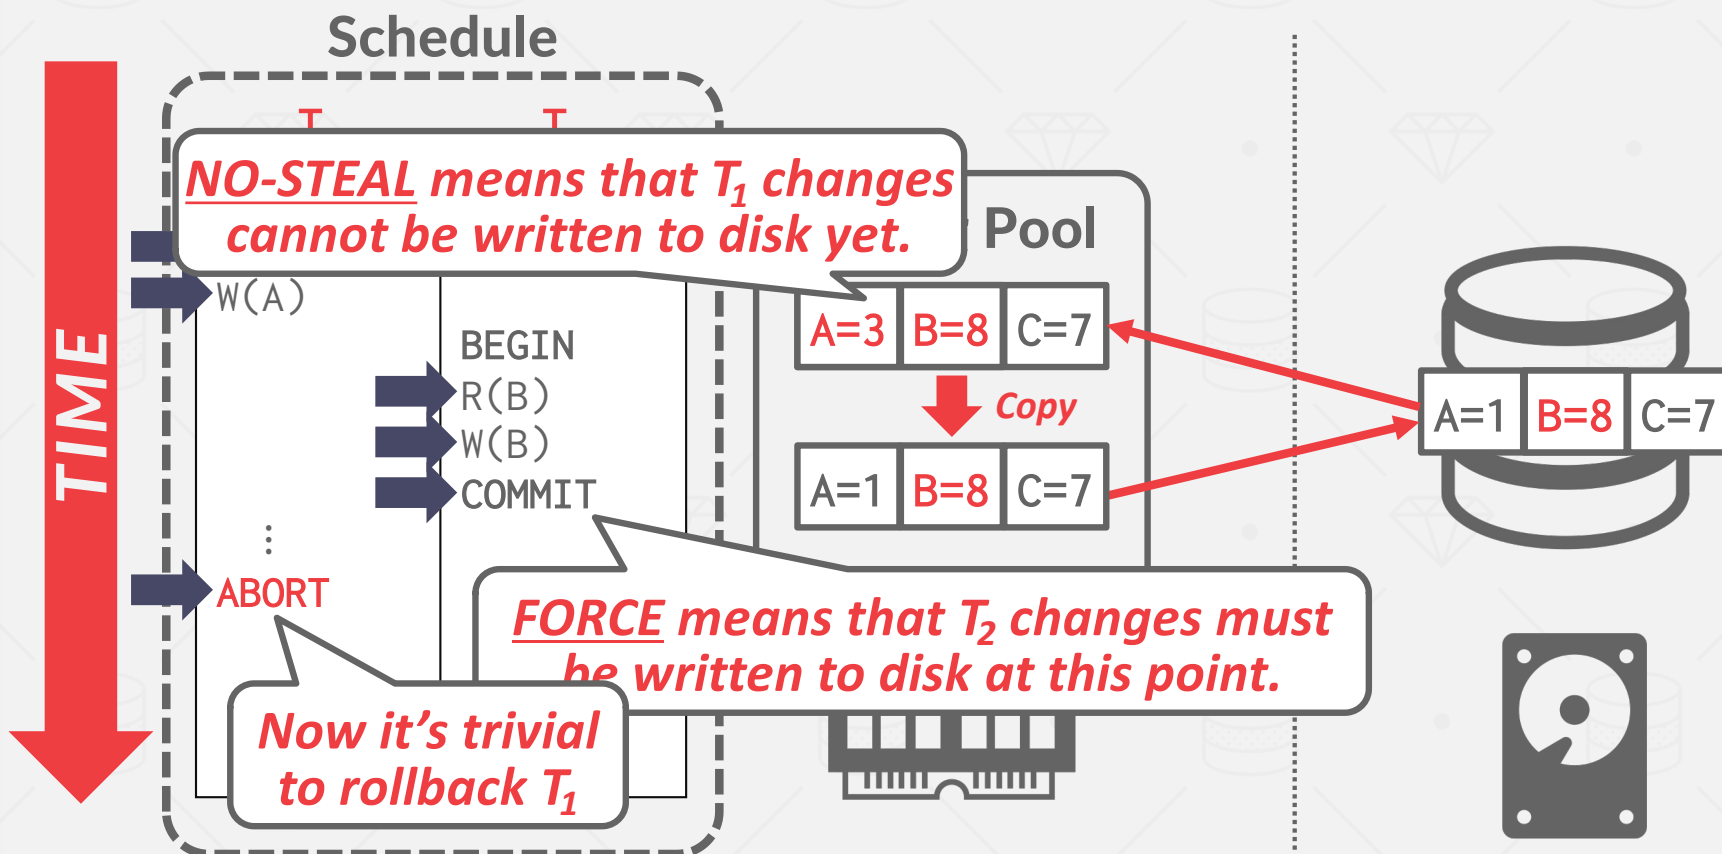 Schedule
T T
NO-STEAL means that T1 changes
cannot be written to disk yet.
Pool
W(A)
A=3 B=8 C=7
BEGIN
R(B)
Copy
A=1 B=8 C=7
W(B)
COMMIT
A=1 B=8 C=7
TIME
⋮
ABORT
FORCE means that T2 changes must
be written to disk at this point.
Now it's trivial
to rollback T1